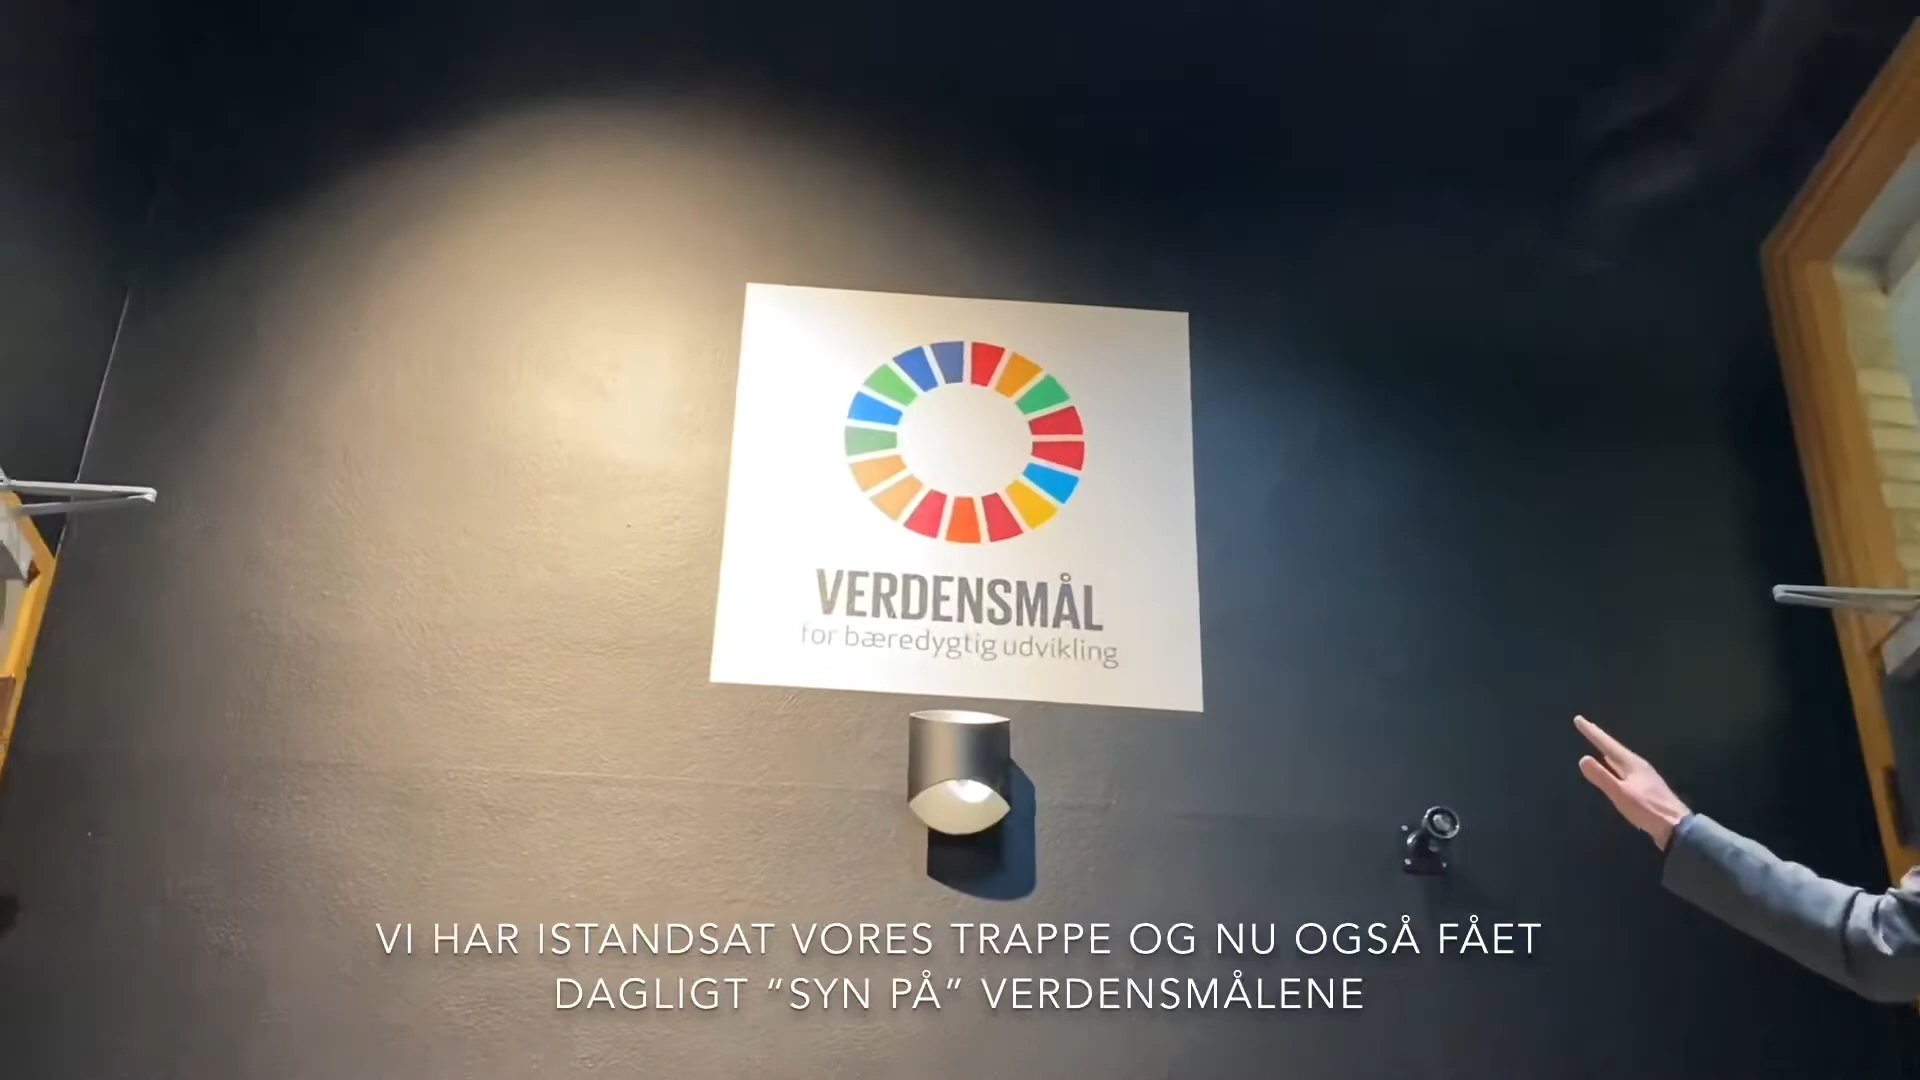 VERDENSMÅL
for bæredygtig udvikling
VI HAR ISTANDSAT VORES TRAPPE OG NU OGSÅ FÅET
DAGLIGT “SYN PÅ” VERDENSMÅLENE